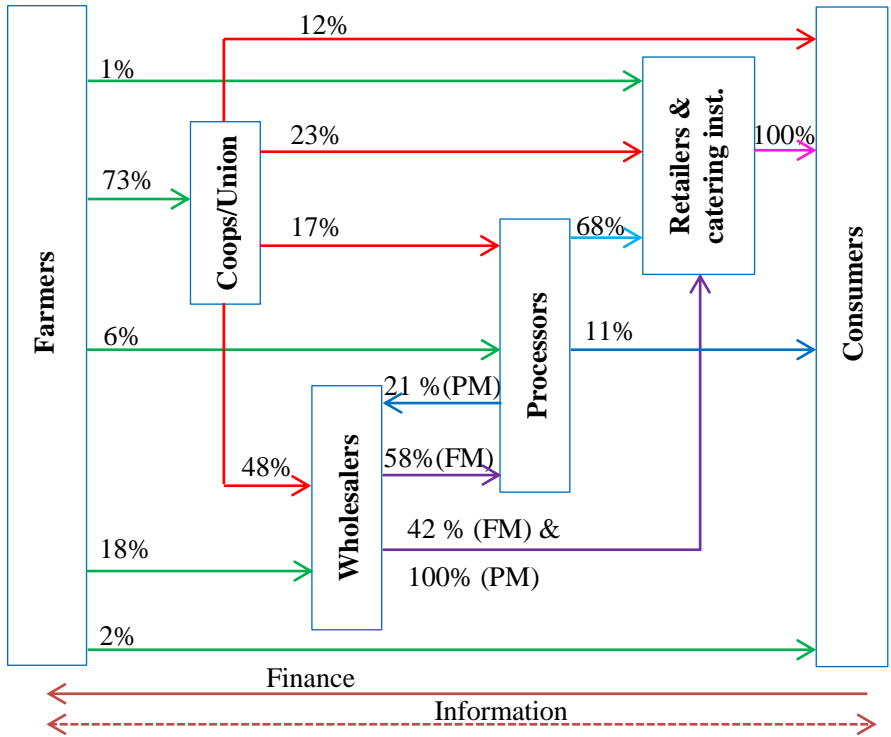 12%
1%
Retailers &
catering inst.
100%
23%
73%
Coops/Union
17%
68%
Farmers
Consumers
6%
Processors
11%
21 %(PM)
Wholesalers
58%(FM)
48%
42 % (FM) &
100% (PM)
18%
2%
Finance
Information